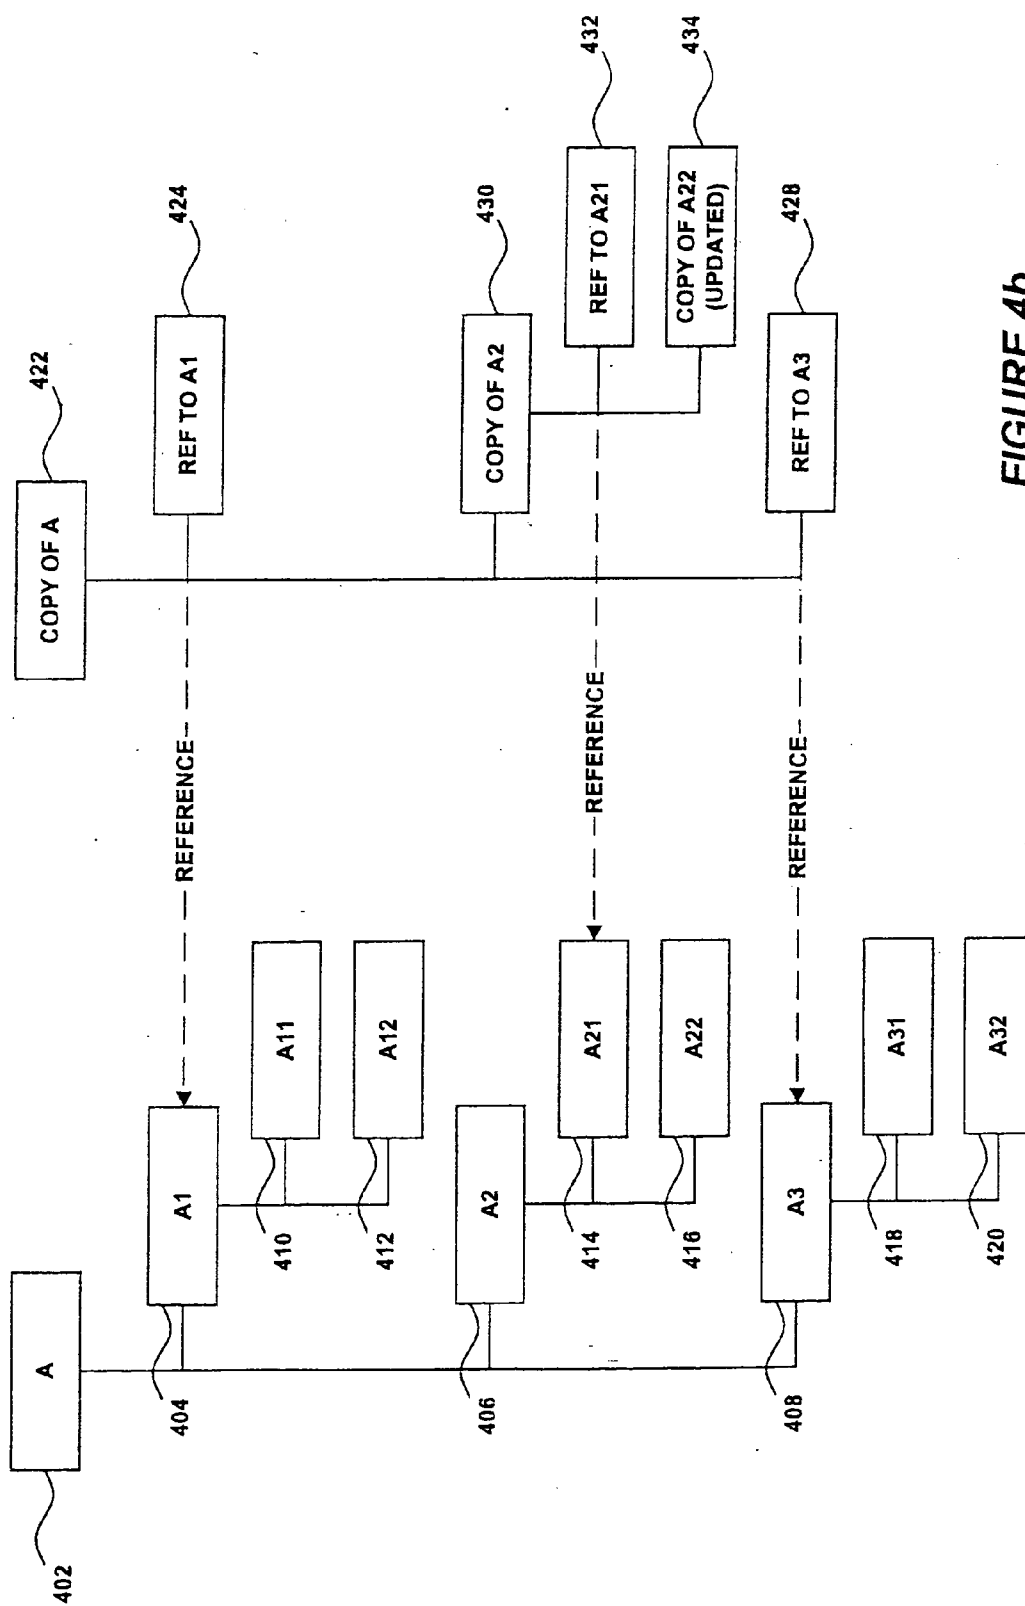 402
A
404
A1
410
A11
412
A12
406
A2
414
A21
416
A22
408
A3
418
A31
420
A32
REFERENCE
REFERENCE
REFERENCE
COPY OF A
422
REF TO A1
424
COPY OF A2
430
REF TO A21
432
COPY OF A22
(UPDATED)
434
REF TO A3
428
FIGURE 4b